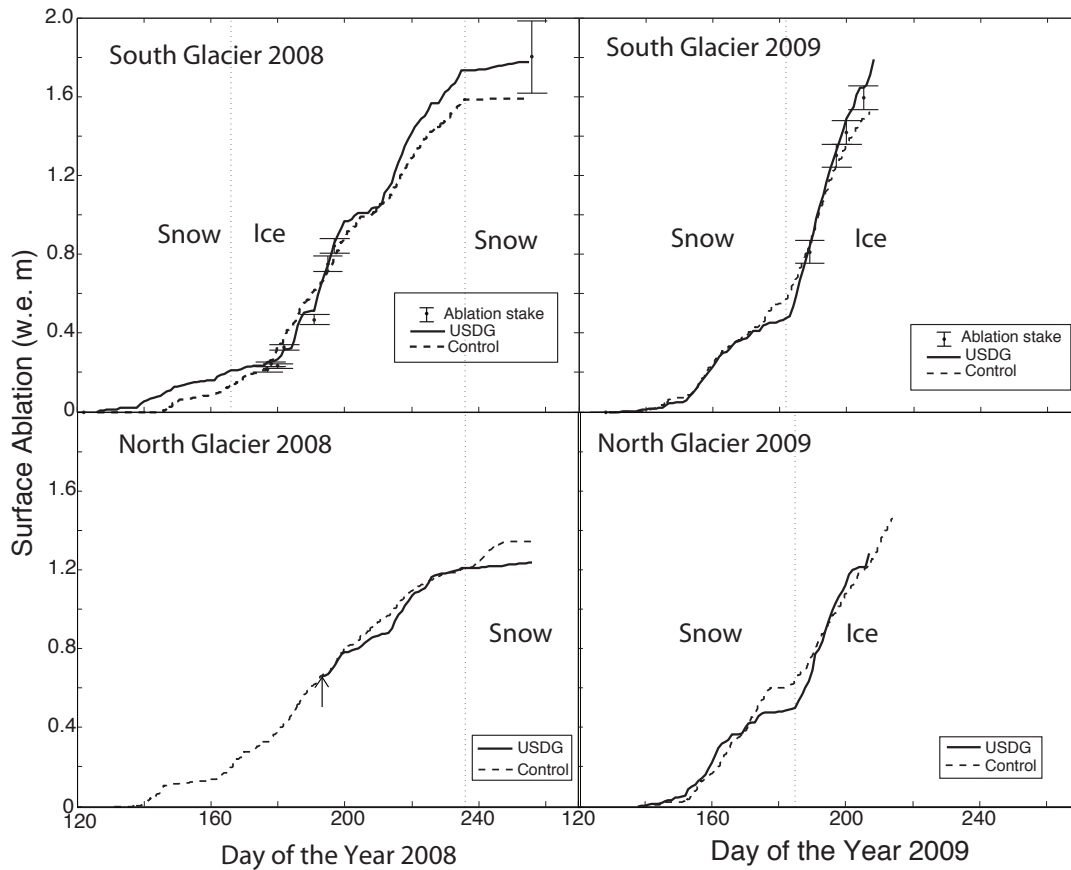 2.0
1.6
1.2
0.8
0.4
0
South Glacier 2008
Snow
Ice
Snow
Ablation stake
USDG
Control
South Glacier 2009
Snow
Ice
Ablation stake
USDG
Control
Surface Ablation (w.e. m)
1.6
1.2
0.8
0.4
0
North Glacier 2008
Snow
USDG
Control
120
160
200
240
Day of the Year 2008
North Glacier 2009
Snow
Ice
USDG
Control
120
160
200
240
Day of the Year 2009